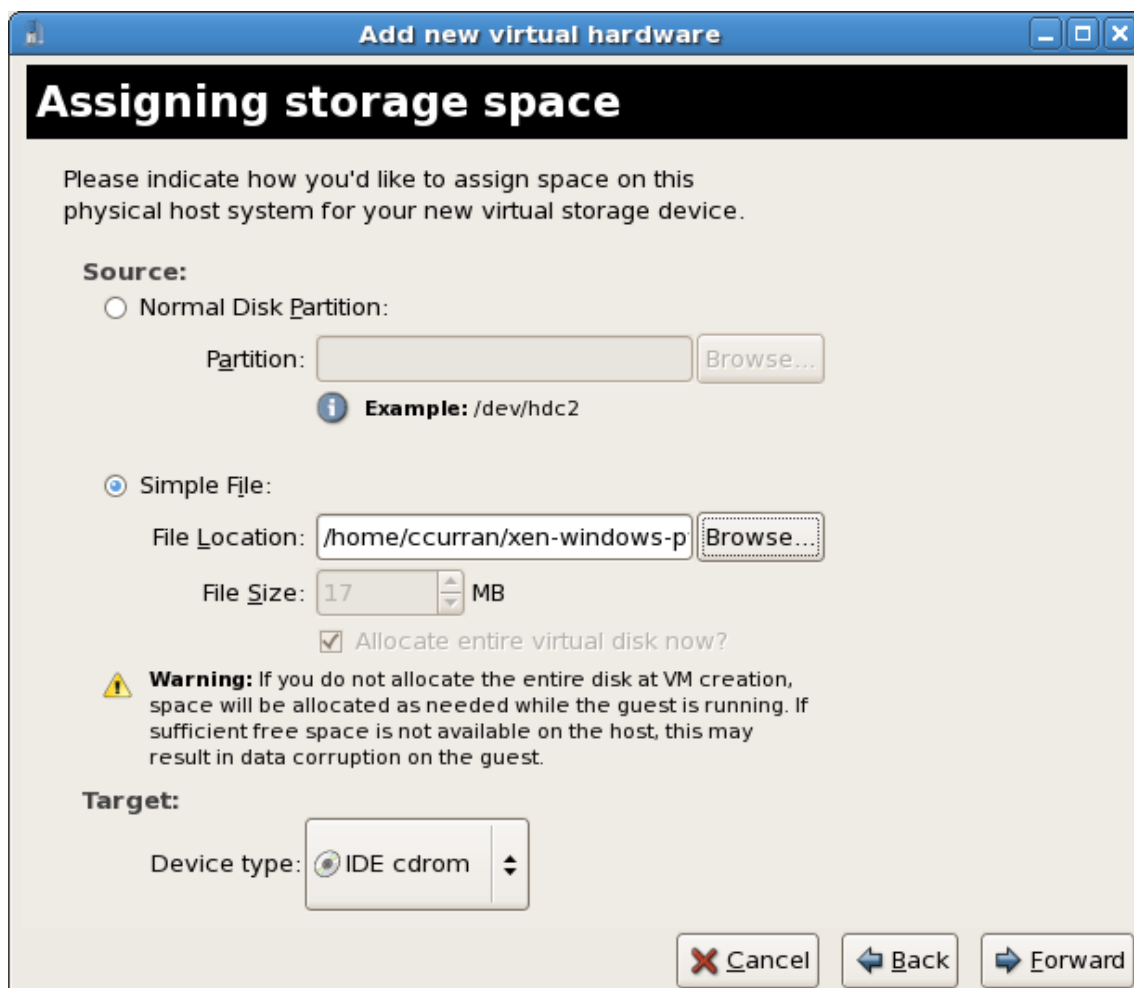 Add new virtual hardware
Assigning storage space
Please indicate how you'd like to assign space on this
physical host system for your new virtual storage device.
Source:
Normal Disk Partition:
Partition: Browse...
Example: /dev/hdc2
Simple File:
File Location: /home/ccurran/xen-windows-p Browse...
File Size: 17 MB
Allocate entire virtual disk now?
Warning: If you do not allocate the entire disk at VM creation,
space will be allocated as needed while the guest is running. If
sufficient free space is not available on the host, this may
result in data corruption on the guest.
Target:
Device type: IDE cdrom
Cancel Back Forward